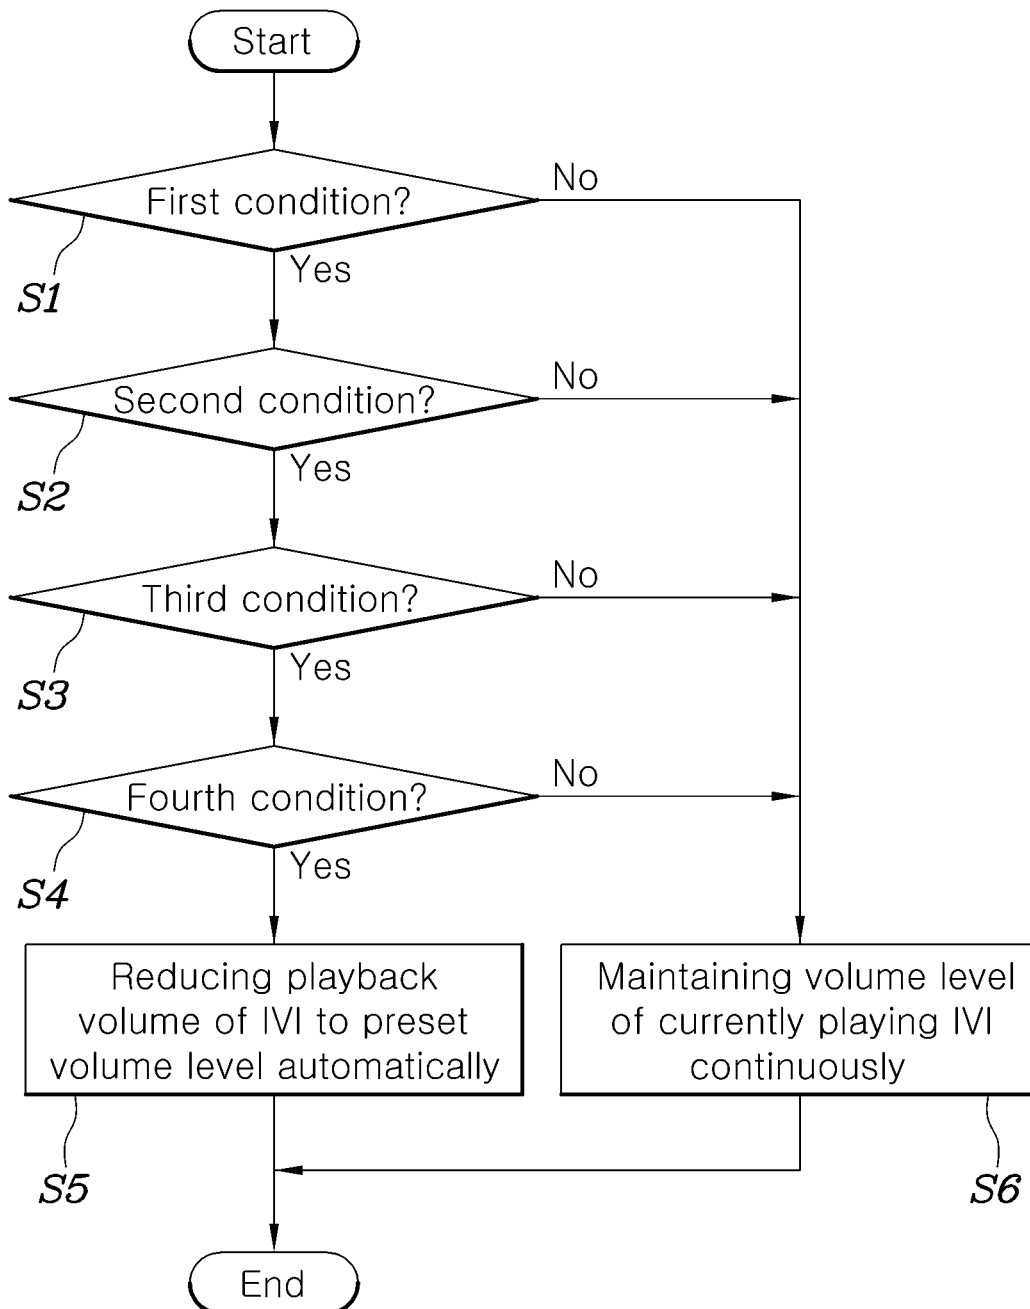 Start
First condition?
No
S1
Yes
Second condition?
No
S2
Yes
Third condition?
No
S3
Yes
Fourth condition?
No
S4
Yes
Reducing playback
volume of IVI to preset
volume level automatically
S5
Maintaining volume level
of currently playing IVI
continuously
S6
End